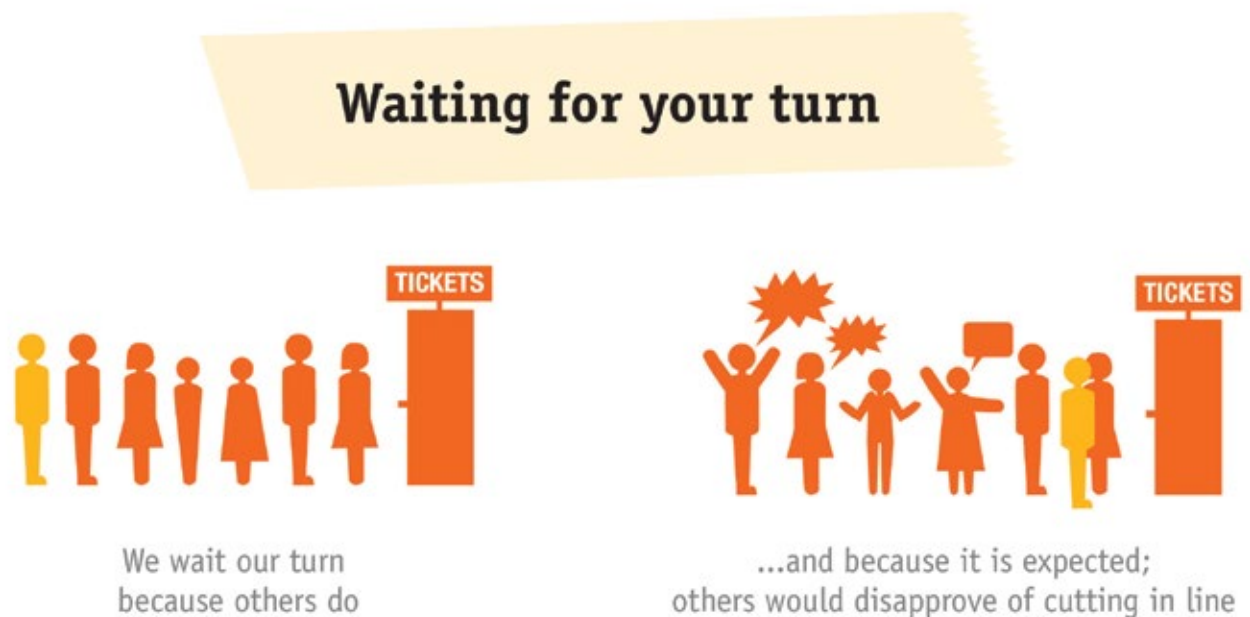 Waiting for your turn
TICKETS
We wait our turn
because others do
TICKETS
...and because it is expected;
others would disapprove of cutting in line